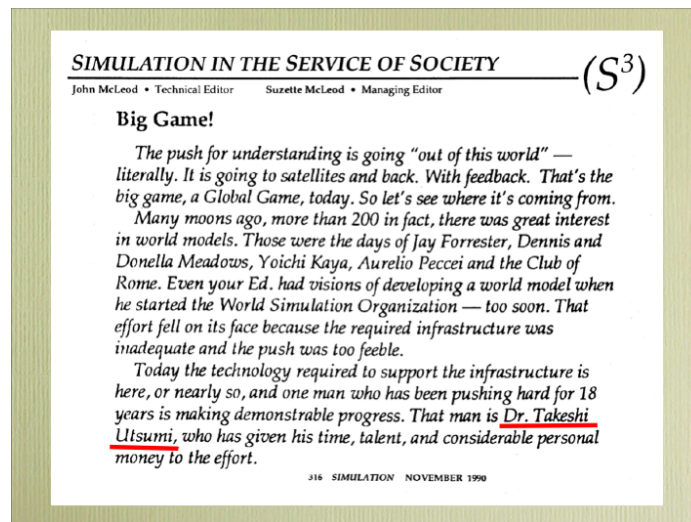 SIMULATION IN THE SERVICE OF SOCIETY (S³)
John McLeod • Technical Editor Suzette McLeod • Managing Editor
Big Game!
The push for understanding is going "out of this world" —
literally. It is going to satellites and back. With feedback. That's the
big game, a Global Game, today. So let's see where it's coming from.
Many moons ago, more than 200 in fact, there was great interest
in world models. Those were the days of Jay Forrester, Dennis and
Donella Meadows, Yoichi Kaya, Aurelio Peccei and the Club of
Rome. Even your Ed. had visions of developing a world model when
he started the World Simulation Organization — too soon. That
effort fell on its face because the required infrastructure was
inadequate and the push was too feeble.
Today the technology required to support the infrastructure is
here, or nearly so, and one man who has been pushing hard for 18
years is making demonstrable progress. That man is Dr. Takeshi
Utsumi, who has given his time, talent, and considerable personal
money to the effort.
316 SIMULATION NOVEMBER 1990